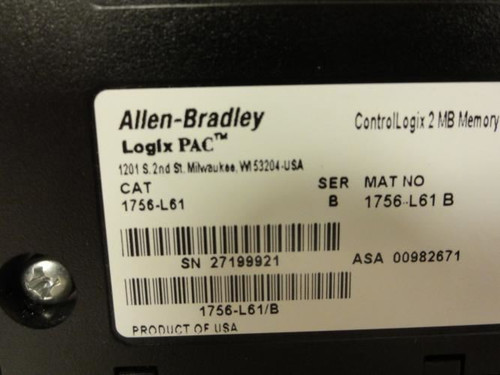 Allen-Bradley
ControlLogix 2 MB Memory
Logix PAC™
1201 S. 2nd St. Milwaukee, WI 53204-USA
CAT SER MAT NO
1756-L61 B 1756-L61 B
SN 27199921 ASA 00982671
1756-L61/B
PRODUCT OF USA